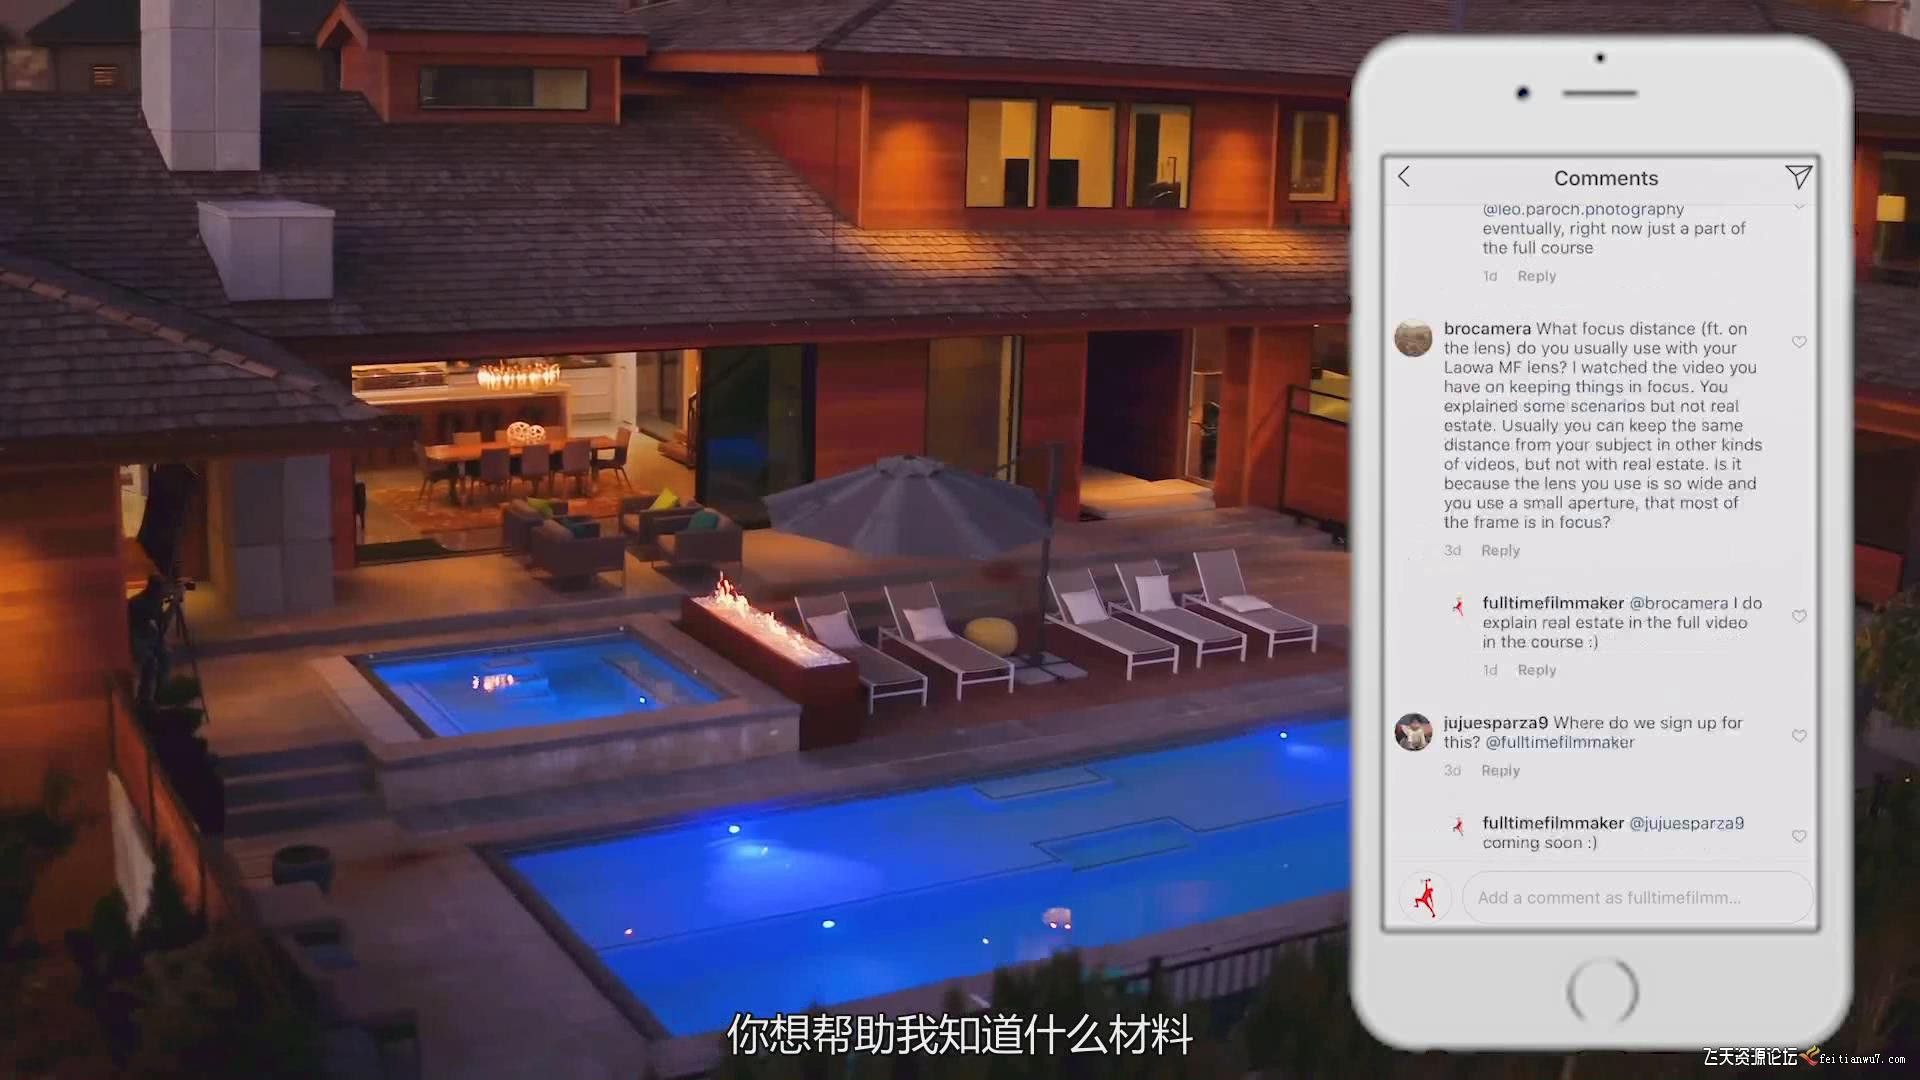 Comments
@leo.paroch.photography
eventually, right now just a part of
the full course
1d Reply
brocamera What focus distance (ft. on
the lens) do you usually use with your
Laowa MF lens? I watched the video you
have on keeping things in focus. You
explained some scenarios but not real
estate. Usually you can keep the same
distance from your subject in other kinds
of videos, but not with real estate. Is it
because the lens you use is so wide and
you use a small aperture, that most of
the frame is in focus?
3d Reply
fulltimefilmmaker @brocamera I do
explain real estate in the full video
in the course :)
1d Reply
jujuesparza9 Where do we sign up for
this? @fulltimefilmmaker
3d Reply
fulltimefilmmaker @jujuesparza9
coming soon :)
Add a comment as fulltimefilmm...
你想帮助我知道什么材料
飞天资源论坛 feitianwu7.com